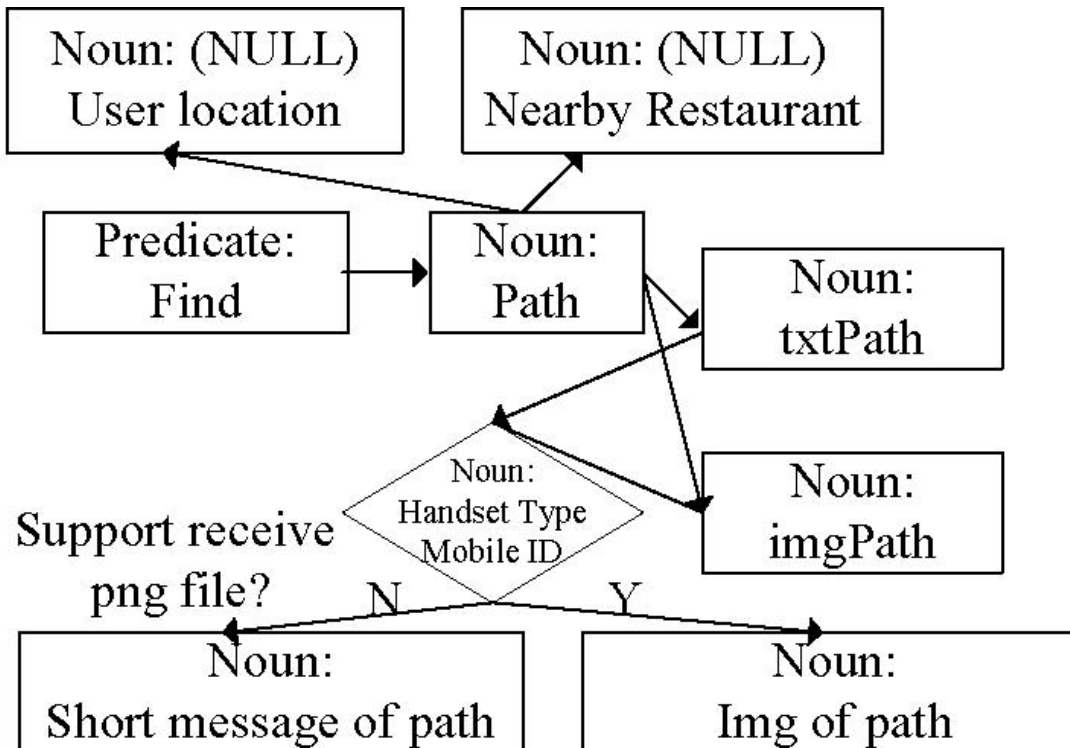 Noun: (NULL)
User location
Noun: (NULL)
Nearby Restaurant
Predicate:
Find
Noun:
Path
Noun:
txtPath
Noun:
Handset Type
Mobile ID
Noun:
imgPath
Support receive
png file?
N
Y
Noun:
Short message of path
Noun:
Img of path